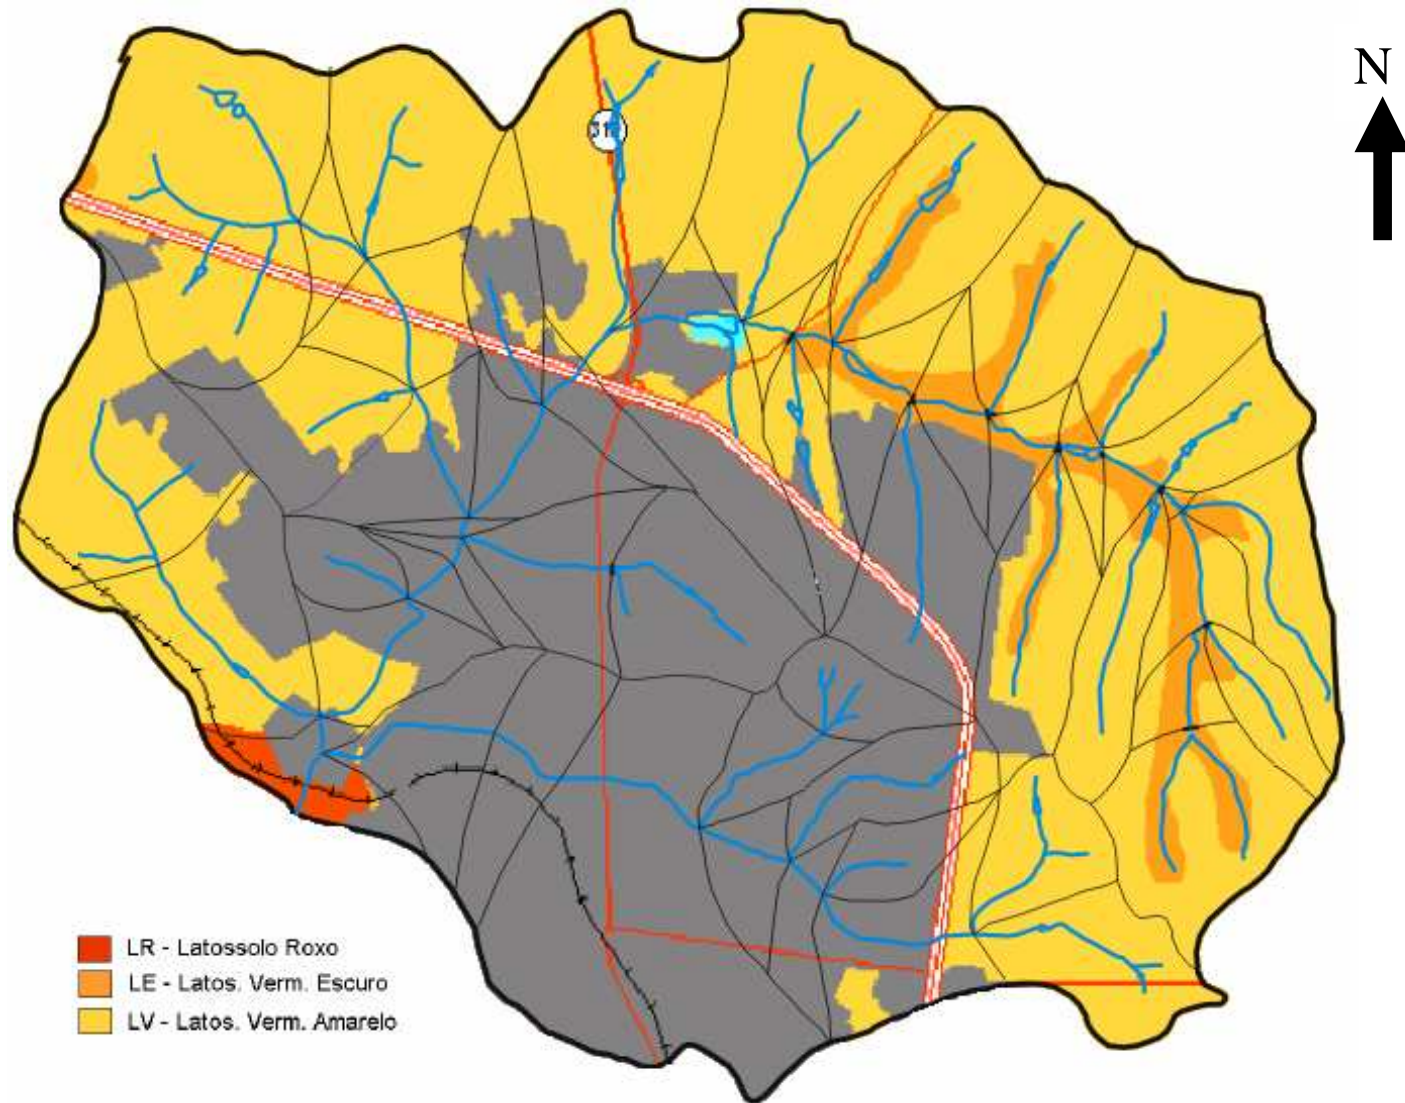 N
LR - Latossolo Roxo
LE - Latos. Verm. Escuro
LV - Latos. Verm. Amarelo